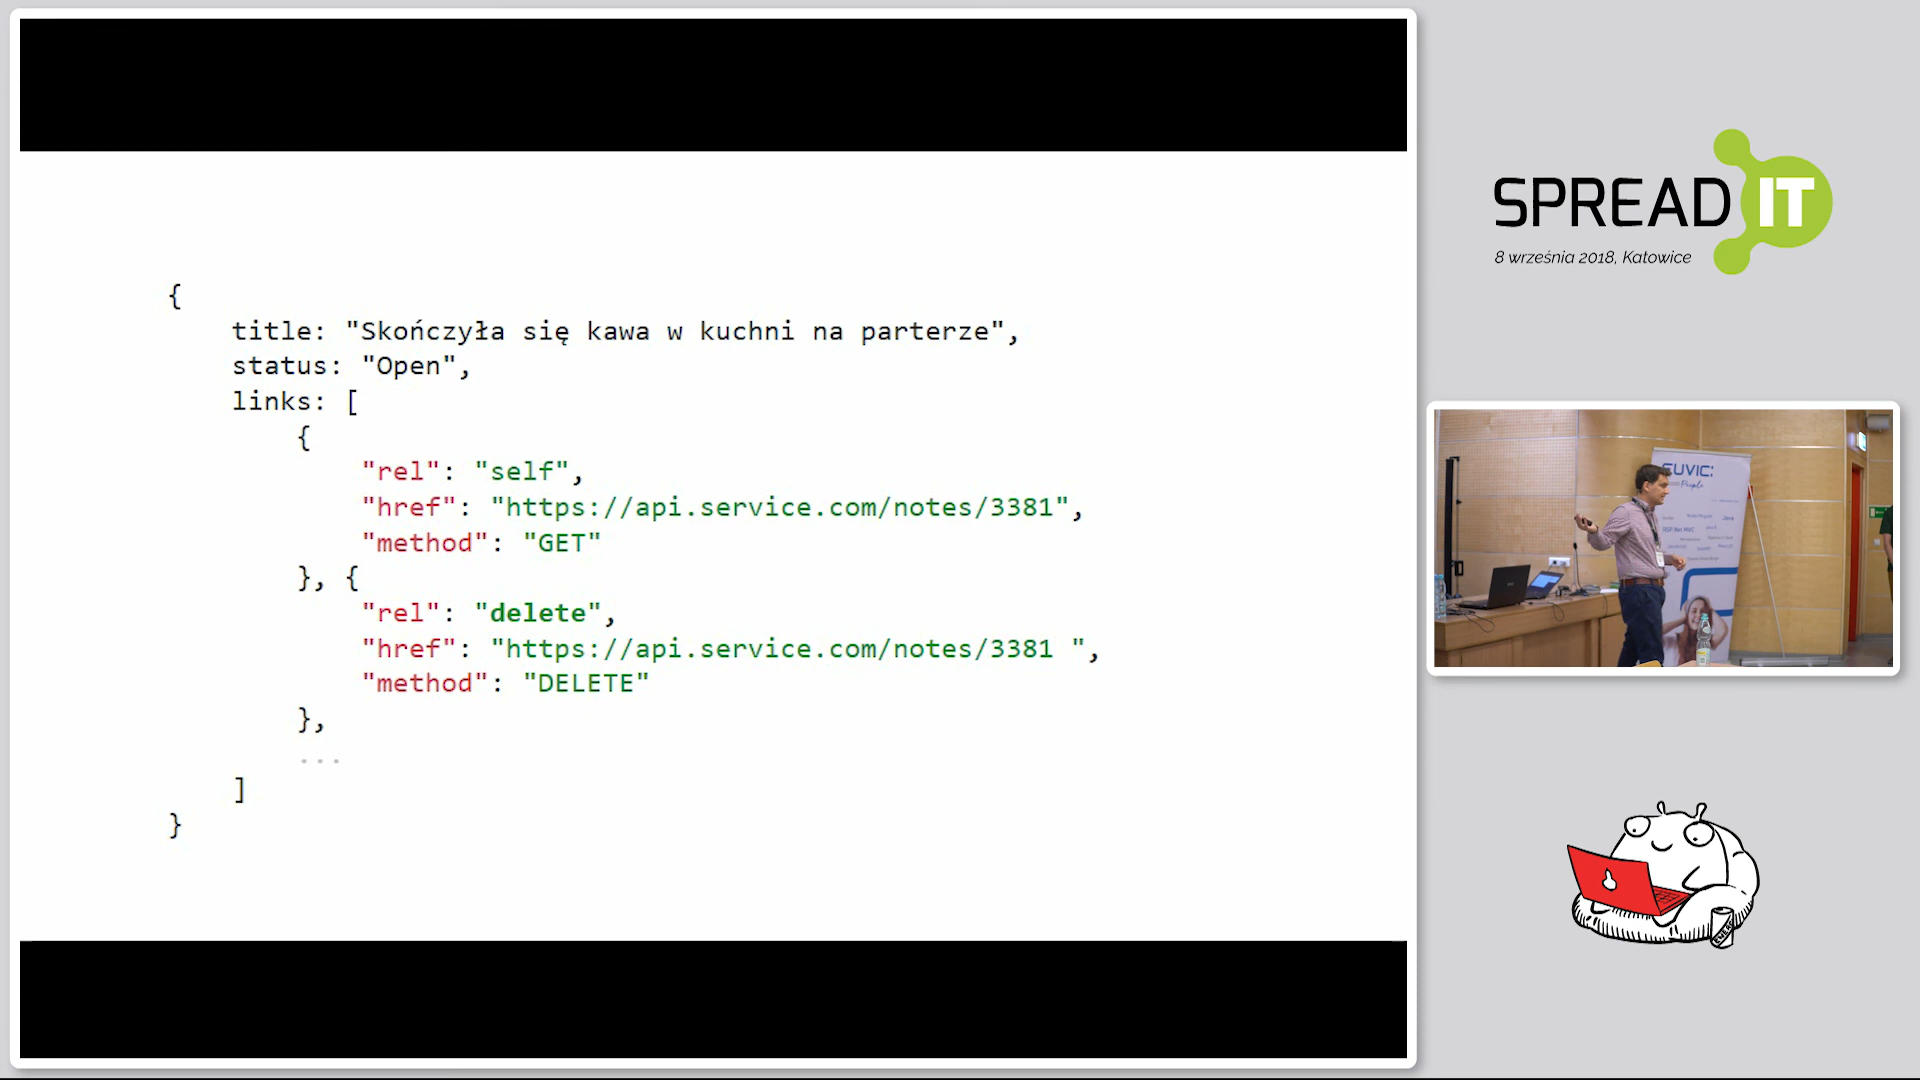 {
title: "Skończyła się kawa w kuchni na parterze",
status: "Open",
links: [
{
"rel": "self",
"href": "https://api.service.com/notes/3381",
"method": "GET"
}, {
"rel": "delete",
"href": "https://api.service.com/notes/3381 ",
"method": "DELETE"
},
...
]
}
SPREAD IT
8 września 2018, Katowice
People